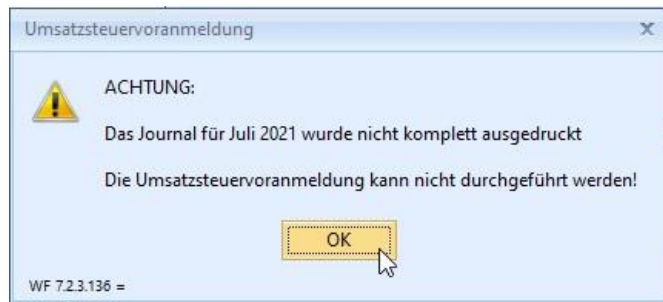 Umsatzsteuervoranmeldung
ACHTUNG:
Das Journal für Juli 2021 wurde nicht komplett ausgedruckt
Die Umsatzsteuervoranmeldung kann nicht durchgeführt werden!
OK
WF 7.2.3.136 =